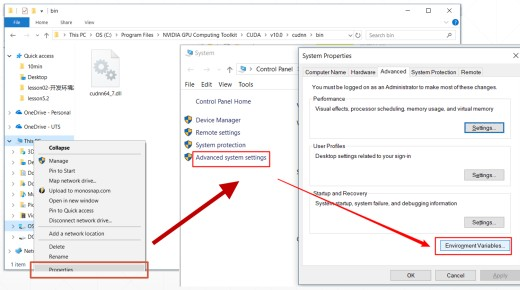 bin
File
Home
Share
View
This PC > OS (C:) > Program Files > NVIDIA GPU Computing Toolkit > CUDA > v10.0 > cudnn > bin
Quick access
10min
Desktop
lesson02-开发环境
lesson5.2
OneDrive - Personal
OneDrive - UTS
This PC
cudnn64_7.dll
1 item
Collapse
Manage
Pin to Start
Map network drive...
Upload to monosnap.com
Open in new window
Pin to Quick access
Disconnect network drive...
Add a network location
Delete
Rename
Properties
System
Control Panel
File Edit View Tools
Control Panel Home
Device Manager
Remote settings
System protection
Advanced system settings
System Properties
Computer Name Hardware Advanced System Protection Remote
You must be logged on as an Administrator to make most of these changes.
Performance
Visual effects, processor scheduling, memory usage, and virtual memory
Settings...
User Profiles
Desktop settings related to your sign-in
Settings...
Startup and Recovery
System startup, system failure, and debugging information
Settings...
Environment Variables...
OK Cancel Apply